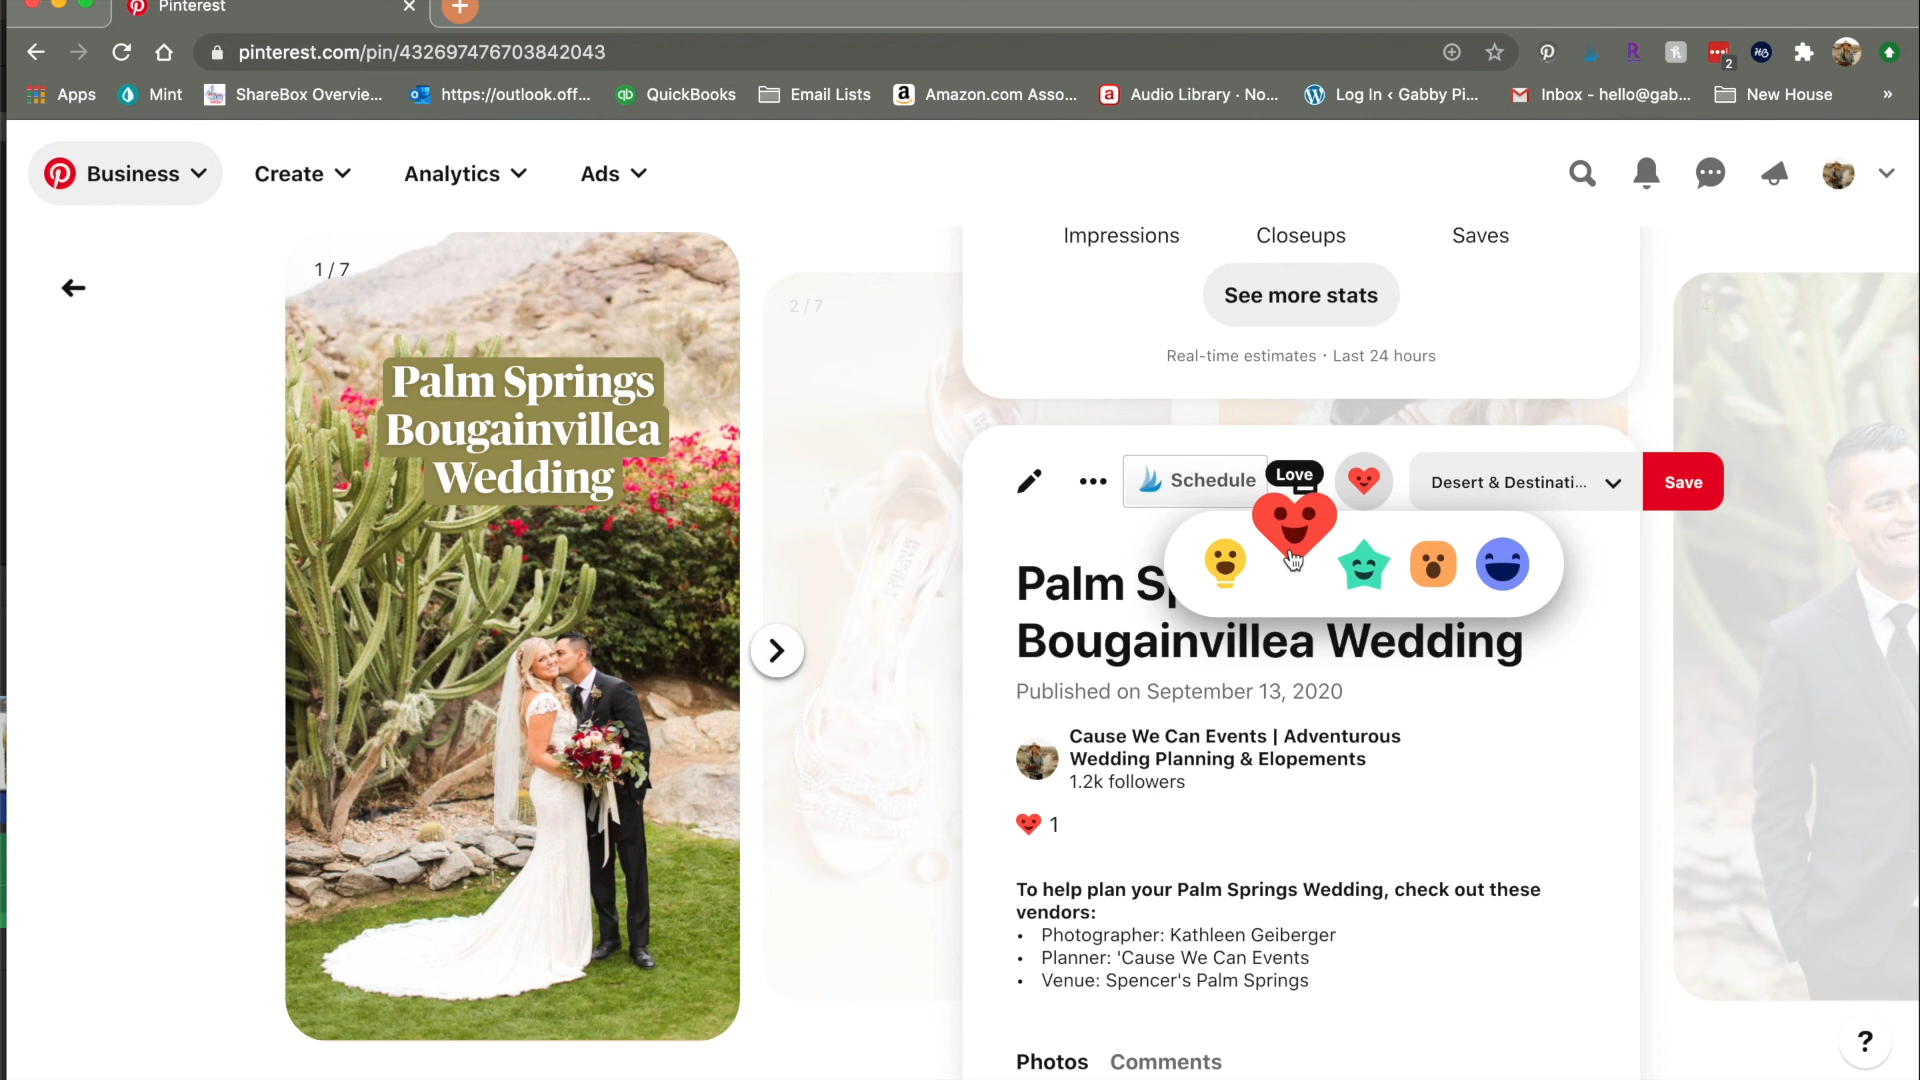 Pinterest
pinterest.com/pin/432697476703842043
2
Apps
Mint
ShareBox Overvie...
https://outlook.off...
QuickBooks
Email Lists
Amazon.com Asso...
Audio Library · No...
Log In ‹ Gabby Pi...
Inbox - hello@gab...
New House
»
Business
Create
Analytics
Ads
1 / 7
Palm Springs
Bougainvillea
Wedding
2 / 7
Impressions
Closeups
Saves
See more stats
Real-time estimates · Last 24 hours
Schedule
Love
Desert & Destinati...
Save
Palm S
Bougainvillea Wedding
Published on September 13, 2020
Cause We Can Events | Adventurous
Wedding Planning & Elopements
1.2k followers
1
To help plan your Palm Springs Wedding, check out these
vendors:
• Photographer: Kathleen Geiberger
• Planner: 'Cause We Can Events
• Venue: Spencer's Palm Springs
Photos
Comments
?